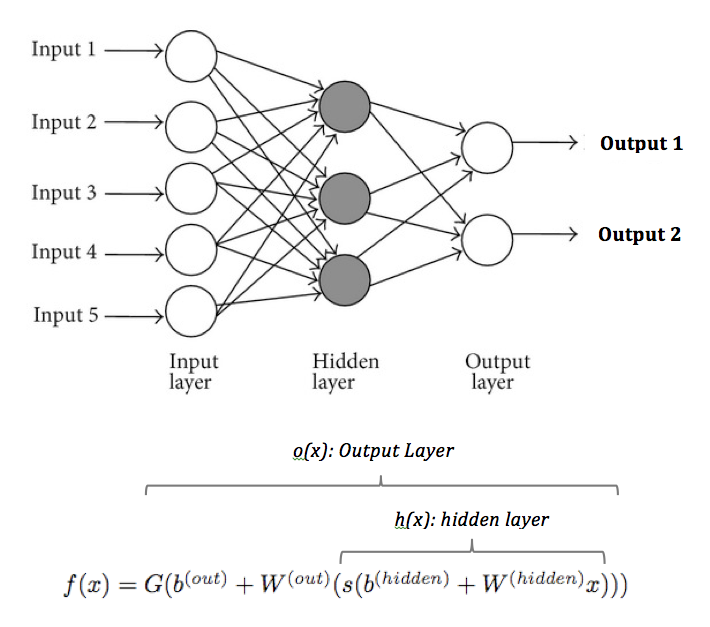 Input 1
Input 2
Input 3
Input 4
Input 5
Output 1
Output 2
Input
layer
Hidden
layer
Output
layer
o(x): Output Layer
h(x): hidden layer
f(x) = G(b^(out) + W^(out)(s(b^(hidden) + W^(hidden)x)))